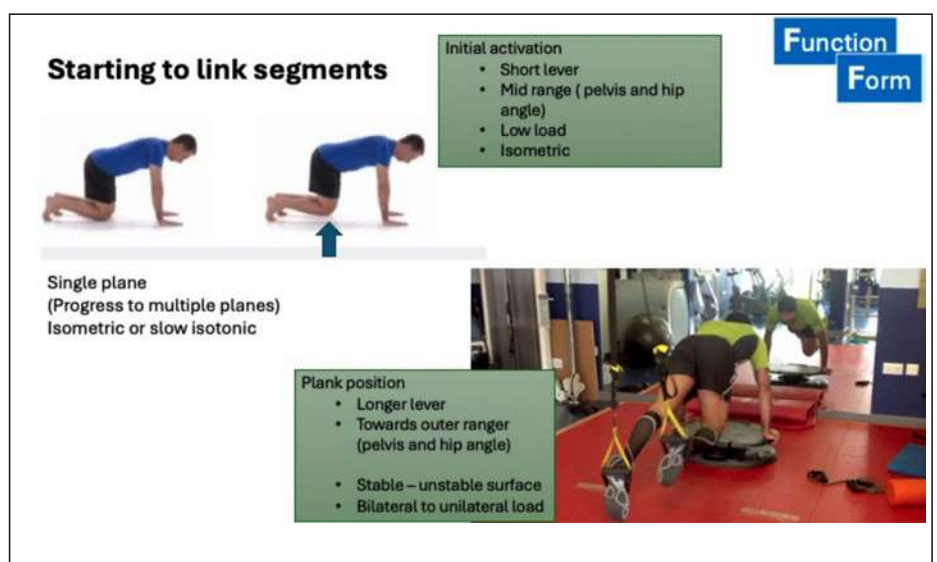 Starting to link segments
Initial activation
• Short lever
• Mid range ( pelvis and hip
angle)
• Low load
• Isometric
Function
Form
Single plane
(Progress to multiple planes)
Isometric or slow isotonic
Plank position
• Longer lever
• Towards outer ranger
(pelvis and hip angle)
• Stable – unstable surface
• Bilateral to unilateral load